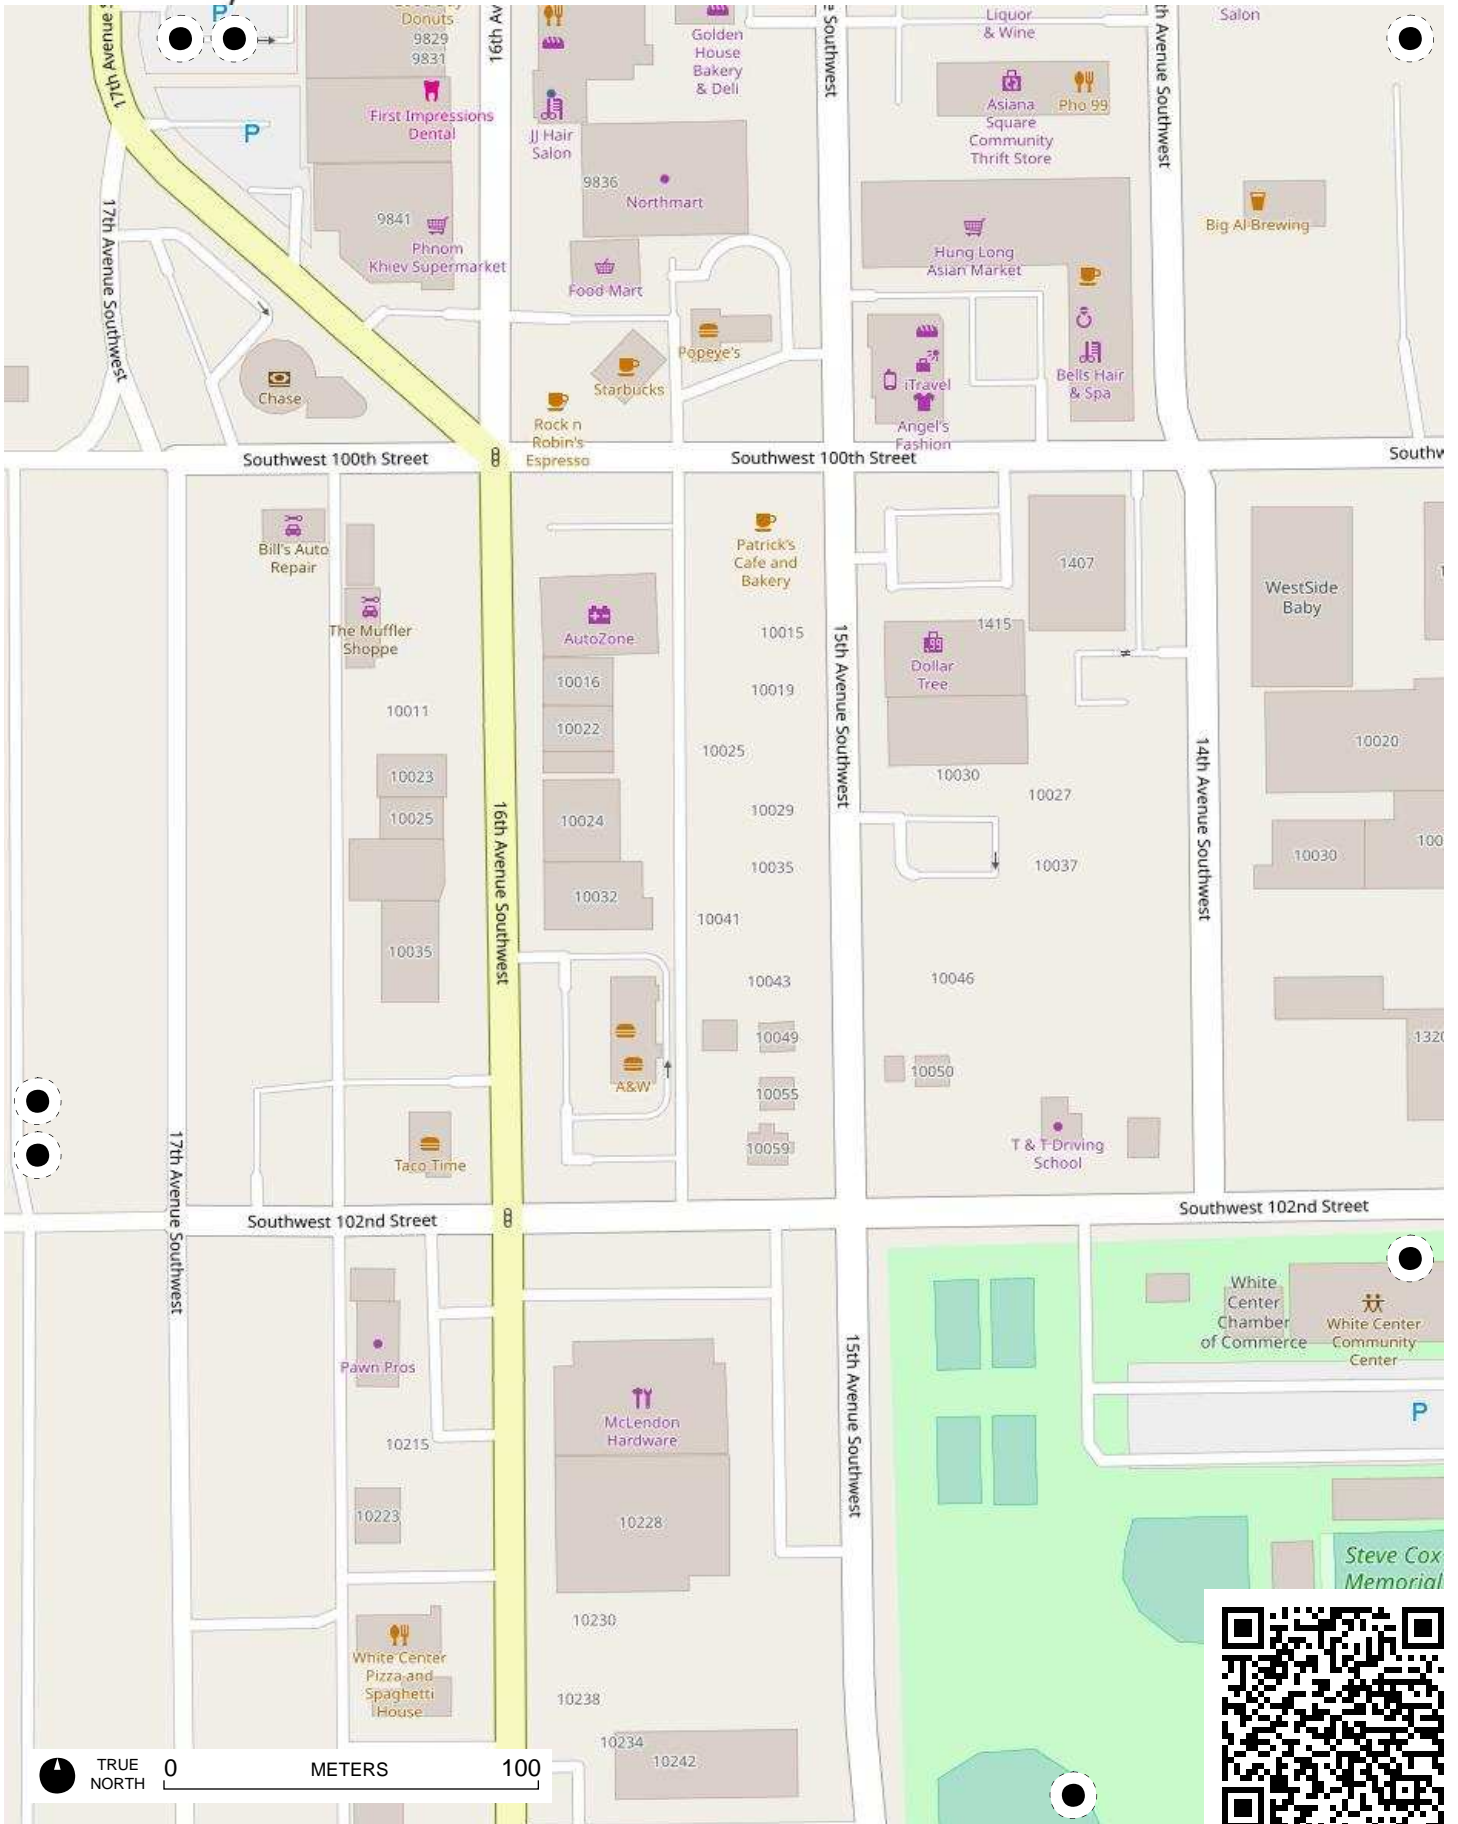 P
Donuts
9829
9831
17th Avenue S
16th Av
First Impressions
Dental
P
JJ Hair
Salon
Golden
House
Bakery
& Deli
e Southwest
Liquor
& Wine
th Avenue Southwest
Salon
Asiana
Square
Community
Thrift Store
Pho 99
9836
Northmart
9841
Phnom
Khiev Supermarket
17th Avenue Southwest
Food Mart
Hung Long
Asian Market
Big Al Brewing
Popeye's
Starbucks
Chase
iTravel
Bells Hair
& Spa
Angel's
Fashion
Rock n
Robin's
Espresso
Southwest 100th Street
Southwest 100th Street
Southw
Bill's Auto
Repair
Patrick's
Cafe and
Bakery
1407
WestSide
Baby
The Muffler
Shoppe
AutoZone
10015
1415
Dollar
Tree
10016
10019
10011
10022
10025
15th Avenue Southwest
10020
10023
10030
10027
10025
10024
10029
14th Avenue Southwest
10030
100
10035
10037
10032
10041
16th Avenue Southwest
10035
10043
10046
10049
1320
10050
A&W
10055
10059
T & T Driving
School
Taco Time
17th Avenue Southwest
Southwest 102nd Street
Southwest 102nd Street
White
Center
Chamber
of Commerce
White Center
Community
Center
Pawn Pros
15th Avenue Southwest
McLendon
Hardware
P
10215
10223
10228
Steve Cox
Memorial
10230
White Center
Pizza and
Spaghetti
House
10238
10234
10242
TRUE
NORTH
0 METERS 100